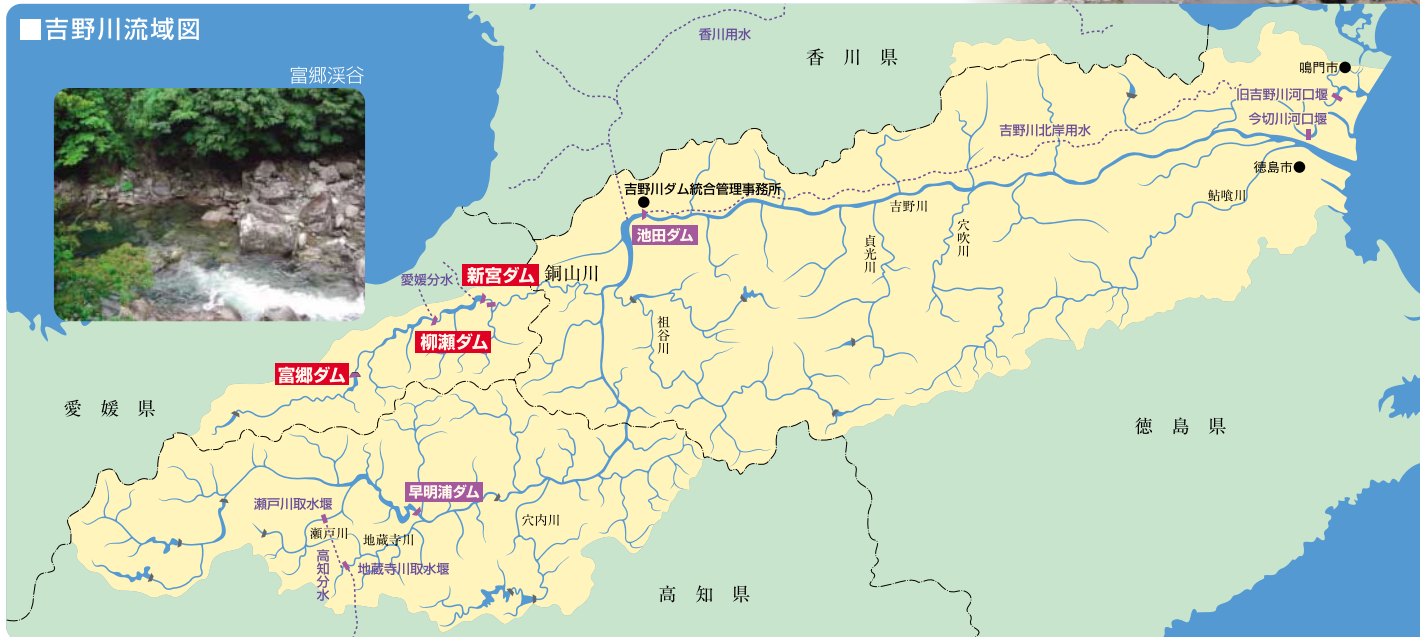 ■吉野川流域図
富郷渓谷
香川用水
香川県
鳴門市
旧吉野川河口堰
今切川河口堰
吉野川北岸用水
徳島市
鮎喰川
吉野川ダム統合管理事務所
吉野川
池田ダム
穴吹川
貞光川
愛媛分水
新宮ダム
銅山川
柳瀬ダム
祖谷川
富郷ダム
愛媛県
徳島県
早明浦ダム
瀬戸川取水堰
瀬戸川
地蔵寺川
穴内川
高知分水
地蔵寺川取水堰
高知県